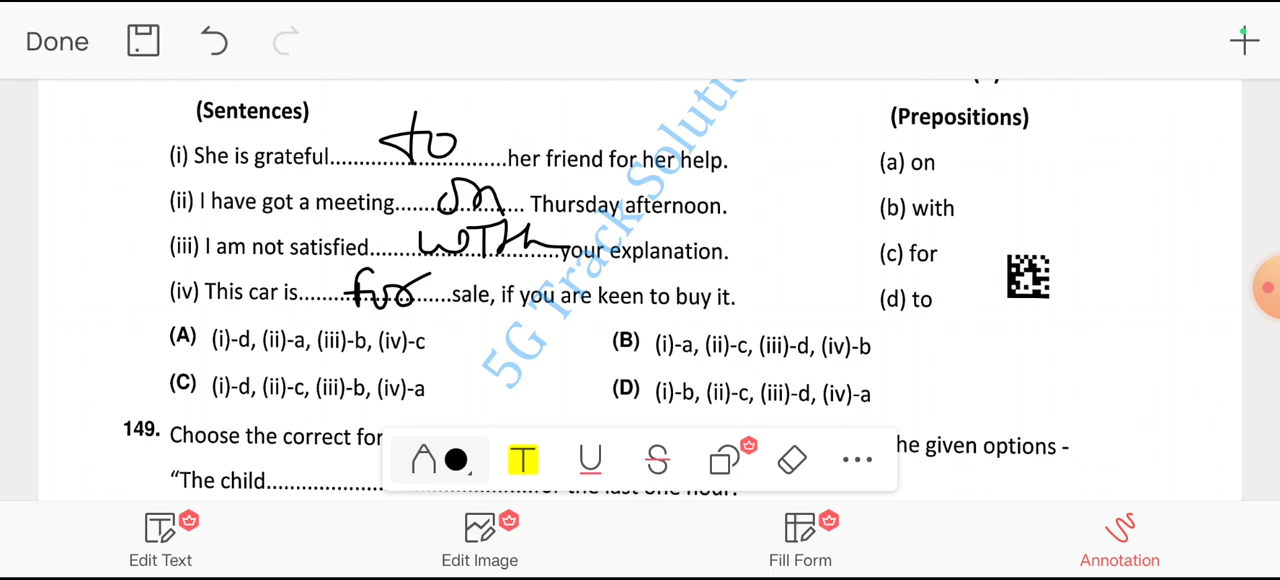 Done
(Sentences) (Prepositions)
(i) She is grateful.....to.....her friend for her help. (a) on
(ii) I have got a meeting.....on..... Thursday afternoon. (b) with
(iii) I am not satisfied.....with.....your explanation. (c) for
(iv) This car is.....for.....sale, if you are keen to buy it. (d) to
(A) (i)-d, (ii)-a, (iii)-b, (iv)-c (B) (i)-a, (ii)-c, (iii)-d, (iv)-b
(C) (i)-d, (ii)-c, (iii)-b, (iv)-a (D) (i)-b, (ii)-c, (iii)-d, (iv)-a
5G Track Solutio
149. Choose the correct for he given options -
“The child.....
T U S
Edit Text Edit Image Fill Form Annotation